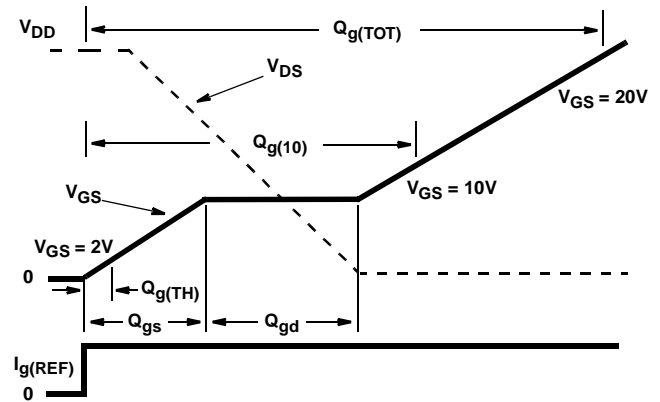 V_DD
Q_g(TOT)
V_DS
V_GS = 20V
Q_g(10)
V_GS
V_GS = 10V
V_GS = 2V
0
Q_g(TH)
Q_gs
Q_gd
I_g(REF)
0